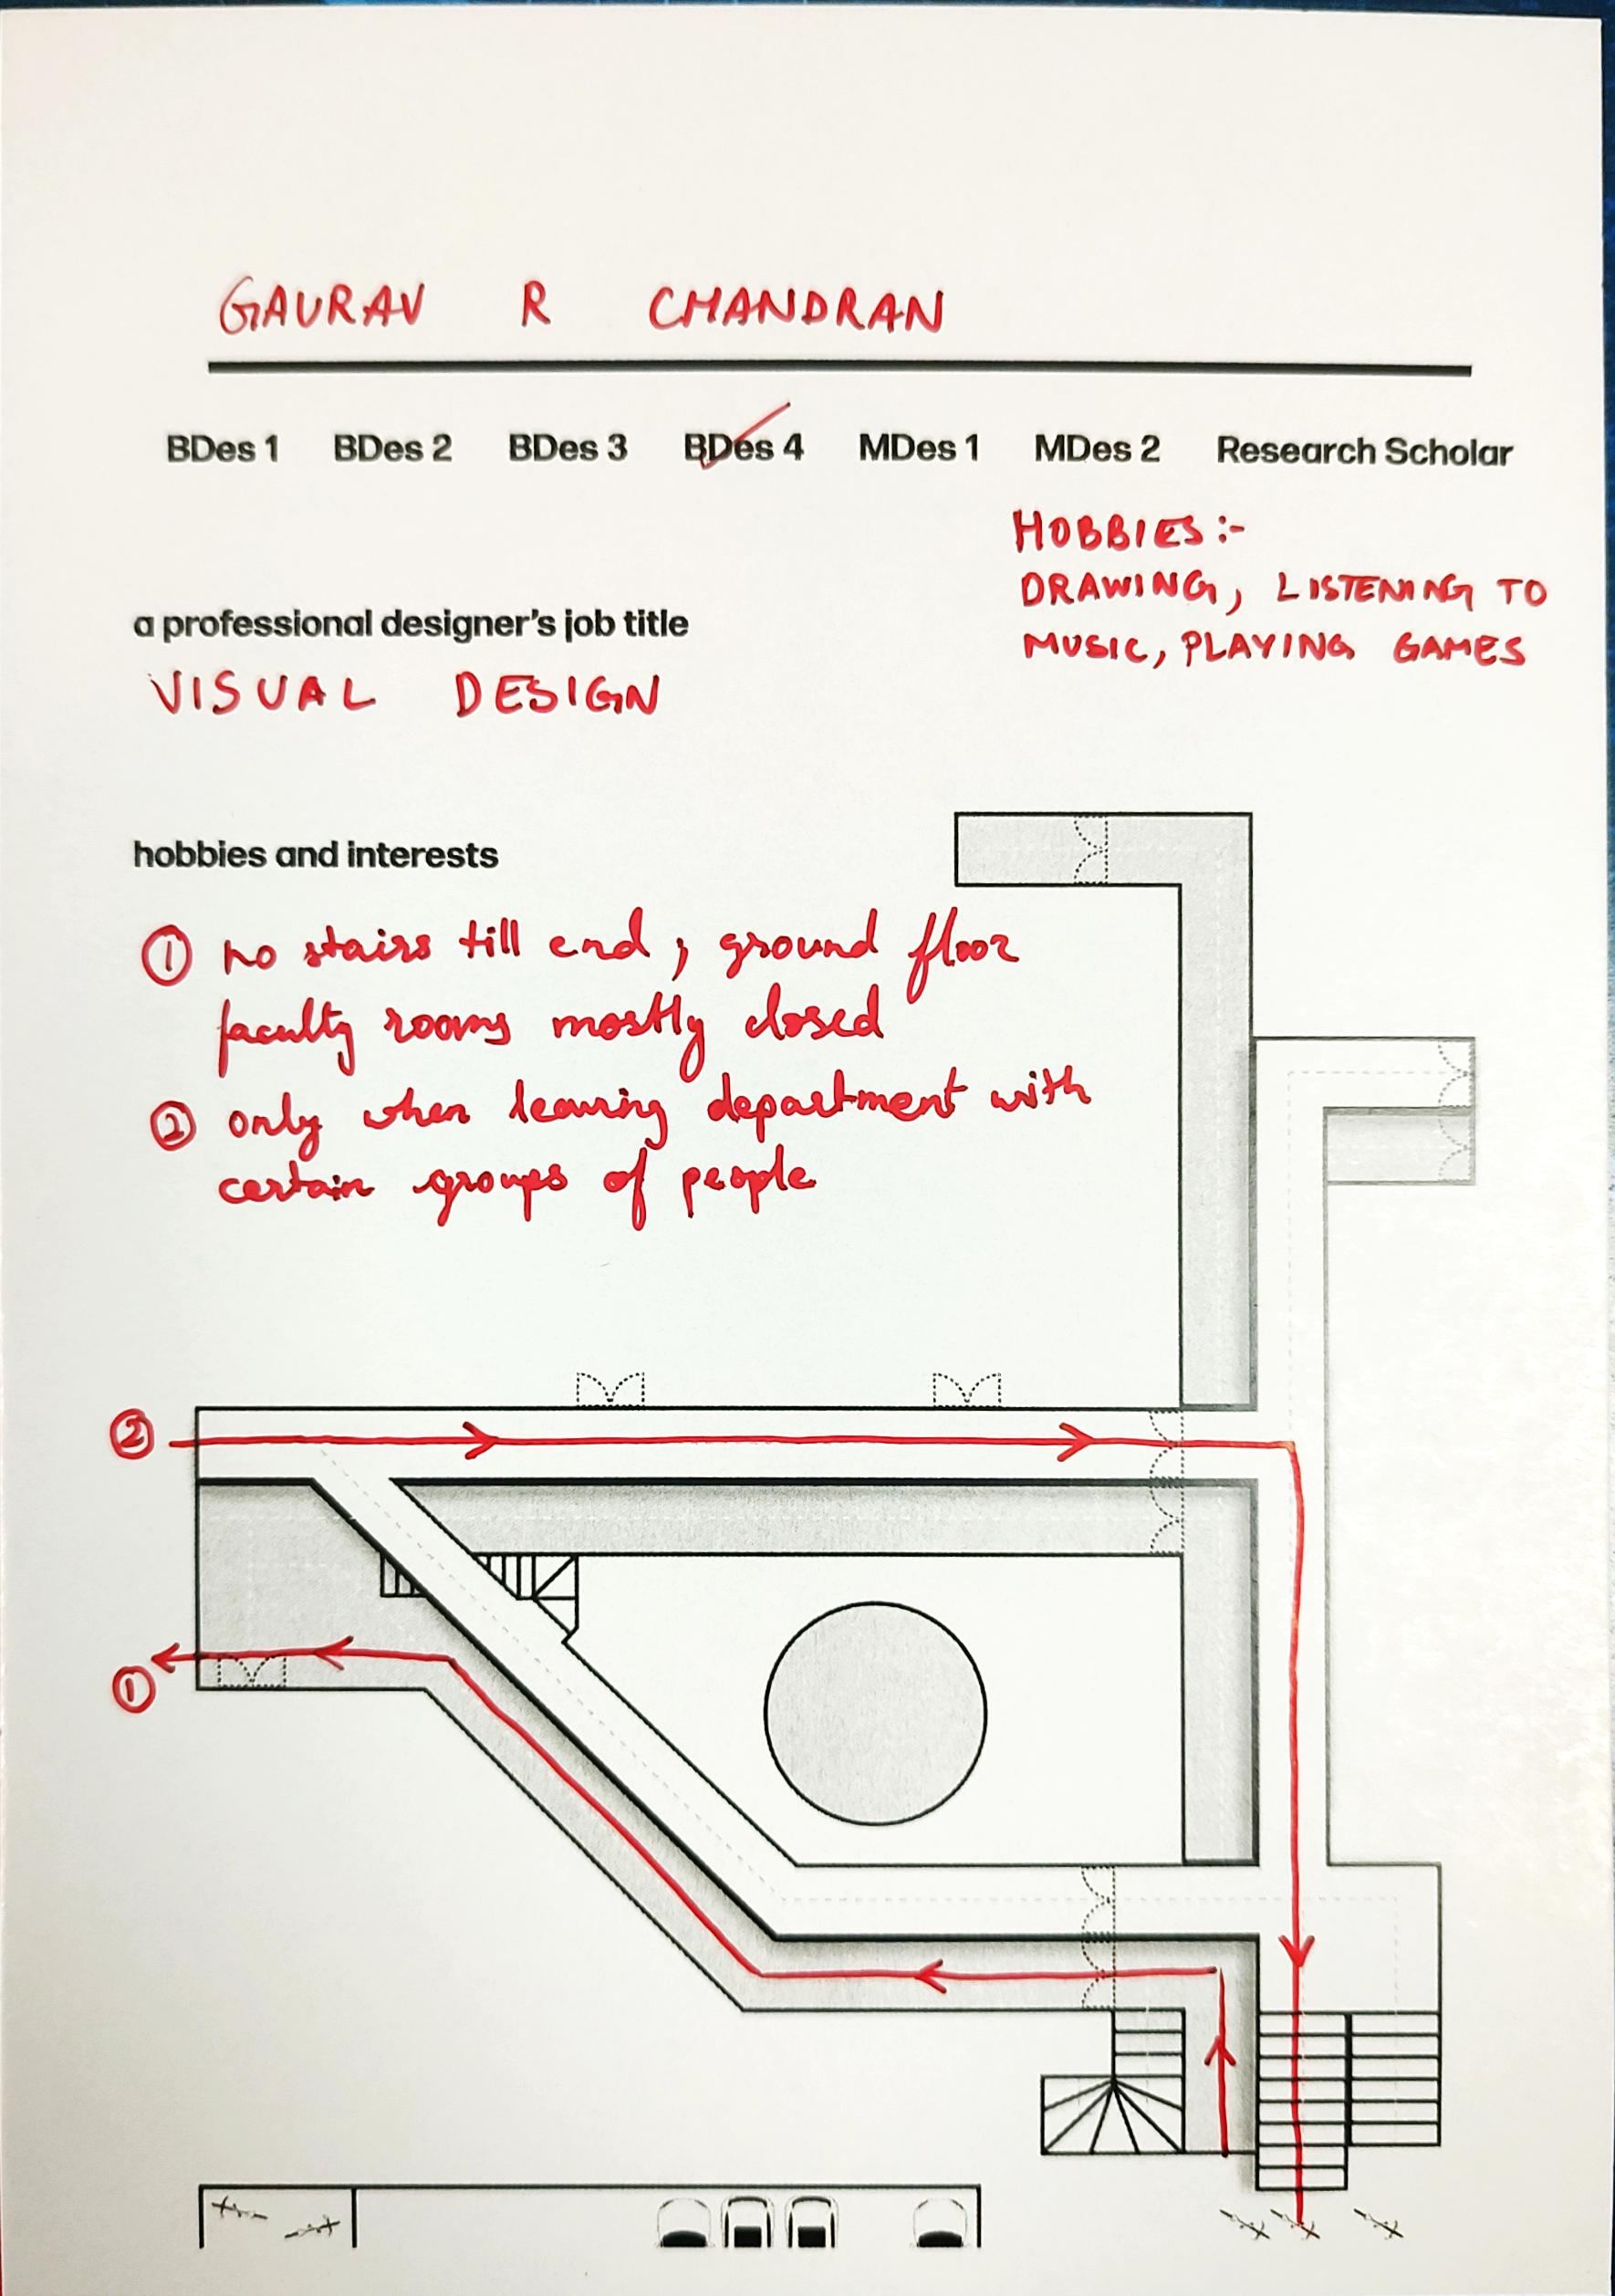 GAURAV R CHANDRAN
BDes 1 BDes 2 BDes 3 BDes 4 MDes 1 MDes 2 Research Scholar
HOBBIES:-
DRAWING, LISTENING TO
MUSIC, PLAYING GAMES
a professional designer's job title
VISUAL DESIGN
hobbies and interests
① no stairs till end ; ground floor
faculty rooms mostly closed
② only when leaving department with
certain groups of people
②
①